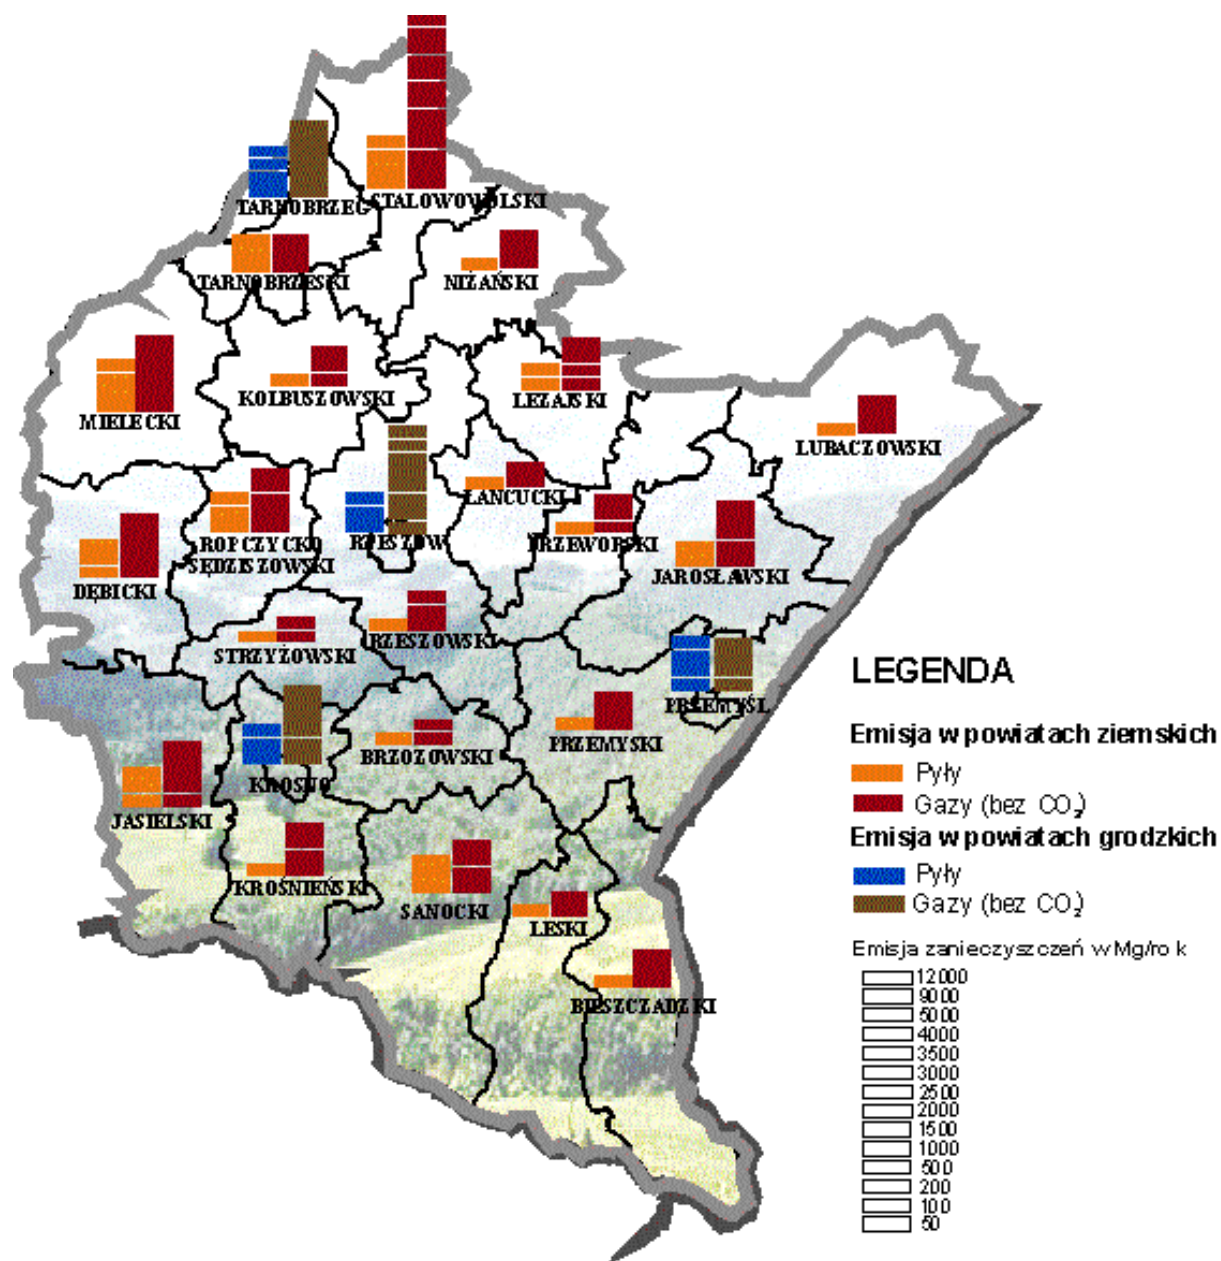 TARNOBRZEG
STALOWOWOLSKI
TARNOBRZESKI
NIŻAŃSKI
MIELECKI
KOLBUSZOWSKI
LEŻAJSKI
LUBACZOWSKI
ŁAŃCUCKI
ROPCZYCKO
SĘDZISZOWSKI
RZESZÓW
PRZEWORSKI
JAROSŁAWSKI
DĘBICKI
STRZYŻOWSKI
RZESZOWSKI
PRZEMYŚL
KROSNO
BRZOZOWSKI
PRZEMYSKI
JASIELSKI
KROŚNIEŃSKI
SANOCKI
LESKI
BIESZCZADZKI
LEGENDA
Emisja w powiatach ziemskich
Pyły
Gazy (bez CO₂)
Emisja w powiatach grodzkich
Pyły
Gazy (bez CO₂)
Emisja zanieczyszczeń w Mg/rok
12000
9000
5000
4000
3500
3000
2500
2000
1500
1000
500
200
100
50